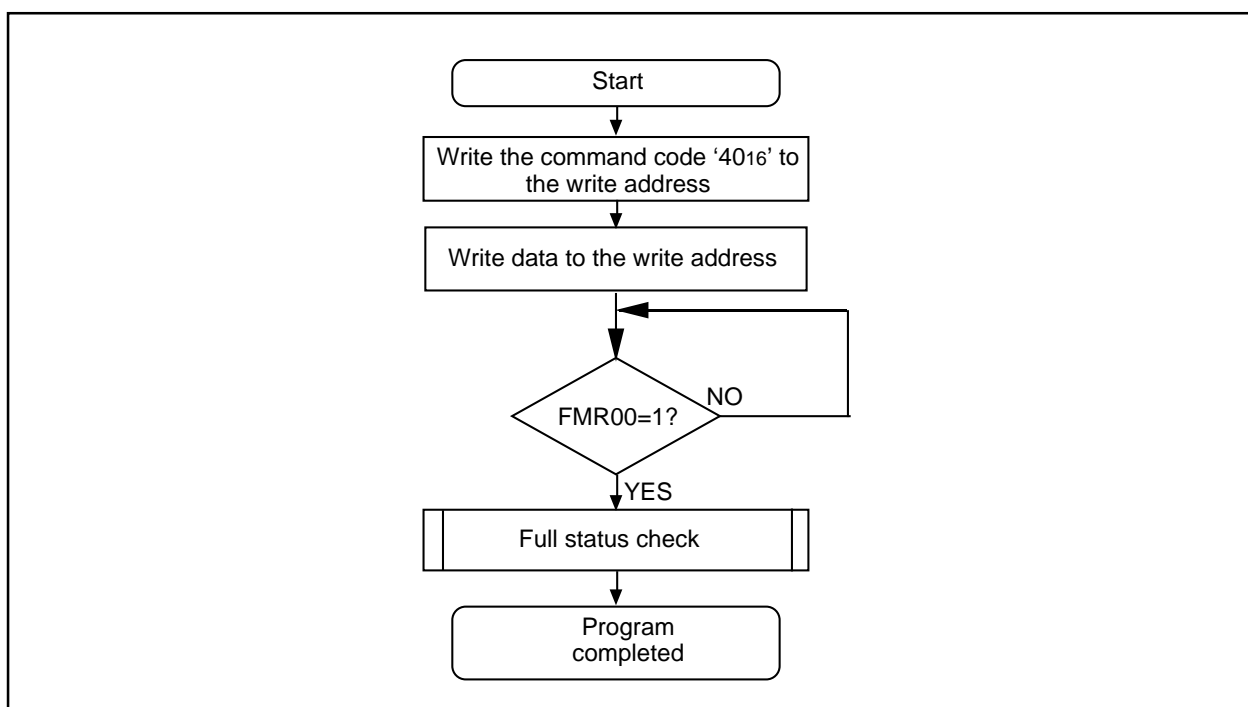 Start
Write the command code ‘4016’ to
the write address
Write data to the write address
FMR00=1?
NO
YES
Full status check
Program
completed